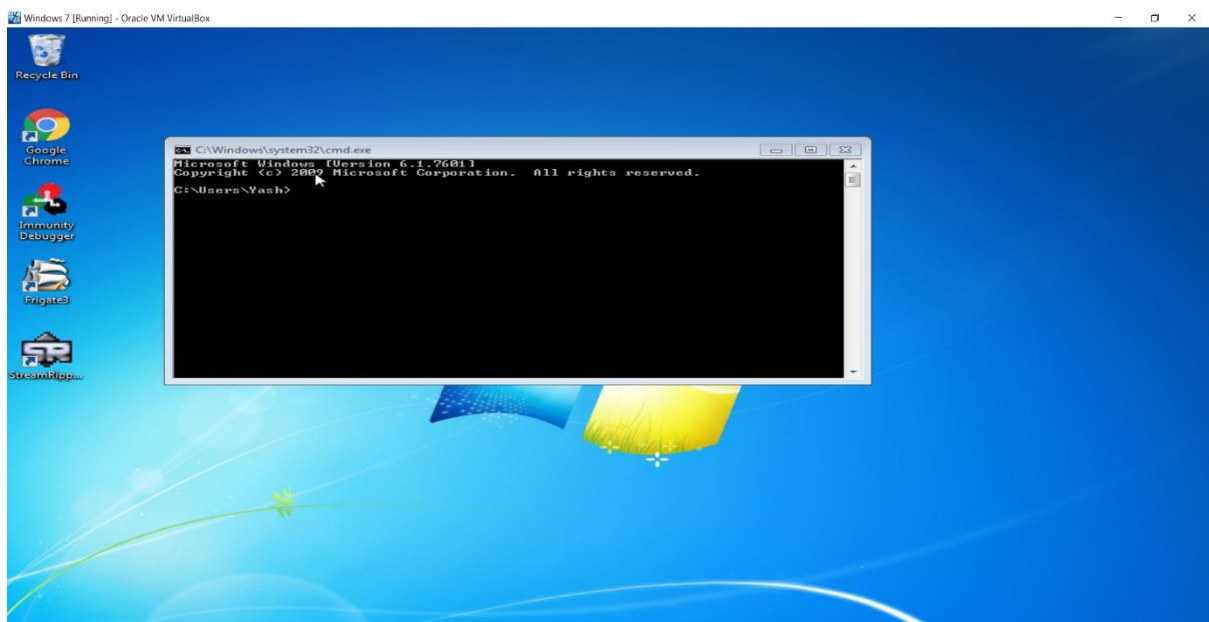 Windows 7 [Running] - Oracle VM VirtualBox
Recycle Bin
Google
Chrome
Immunity
Debugger
Frigate3
StreamRipp...
C:\Windows\system32\cmd.exe
Microsoft Windows [Version 6.1.7601]
Copyright (c) 2009 Microsoft Corporation. All rights reserved.
C:\Users\Yash>